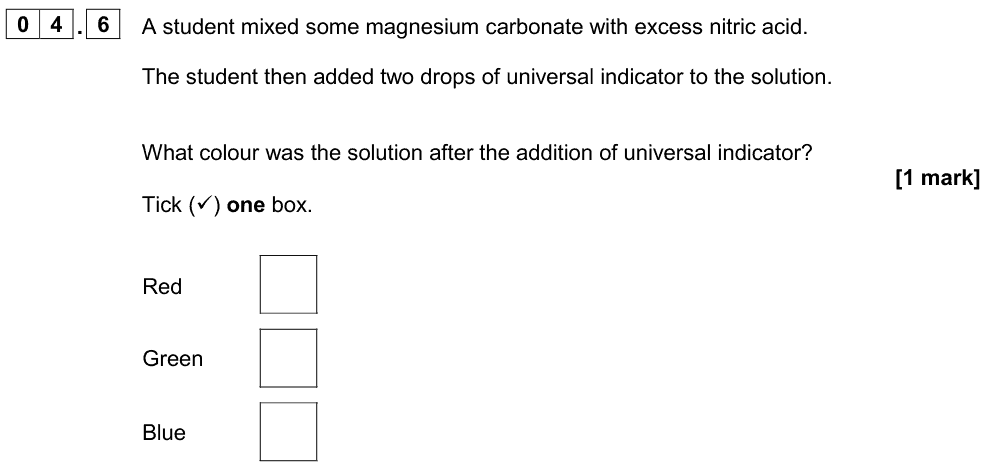 04.6 A student mixed some magnesium carbonate with excess nitric acid.
The student then added two drops of universal indicator to the solution.
What colour was the solution after the addition of universal indicator?
[1 mark]
Tick (✓) one box.
Red
Green
Blue